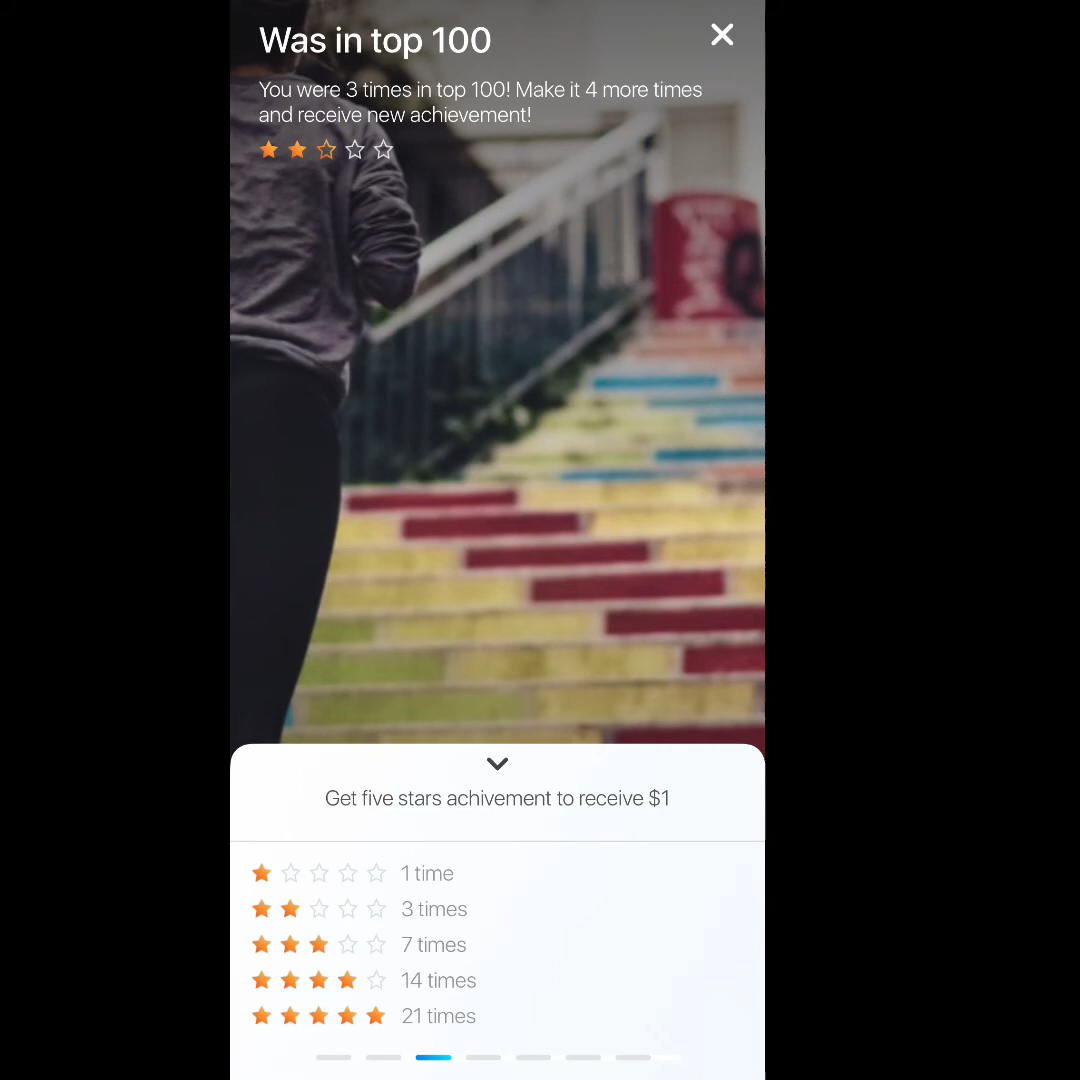 Was in top 100
You were 3 times in top 100! Make it 4 more times
and receive new achievement!
Get five stars achivement to receive $1
1 time
3 times
7 times
14 times
21 times